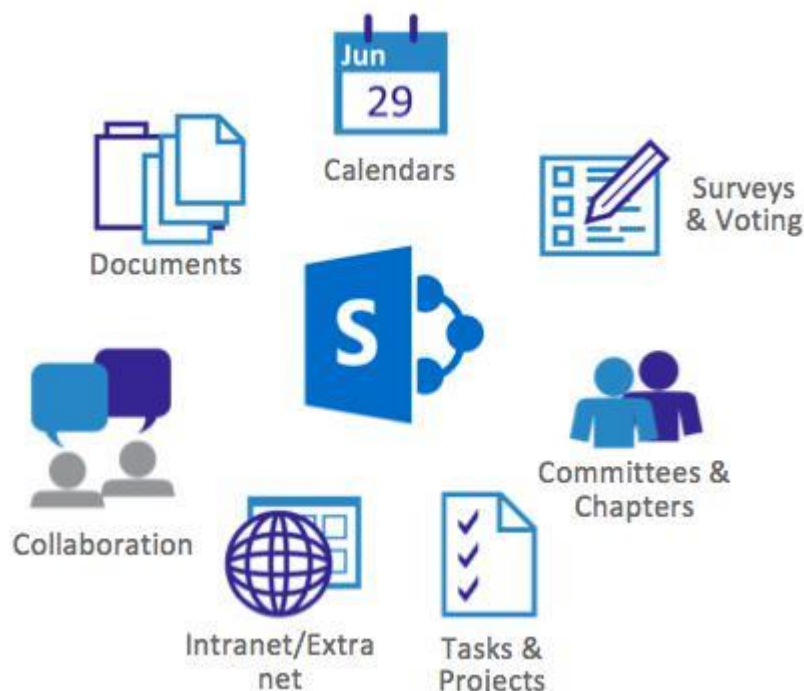 Jun
29
Calendars
Surveys
& Voting
Documents
S
Committees &
Chapters
Collaboration
Intranet/Extra
net
Tasks &
Projects